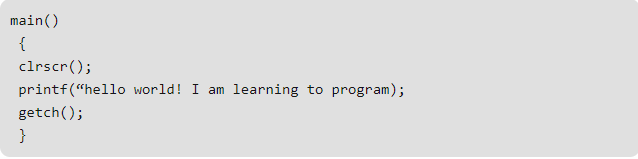 main()
{
clrscr();
printf(“hello world! I am learning to program);
getch();
}